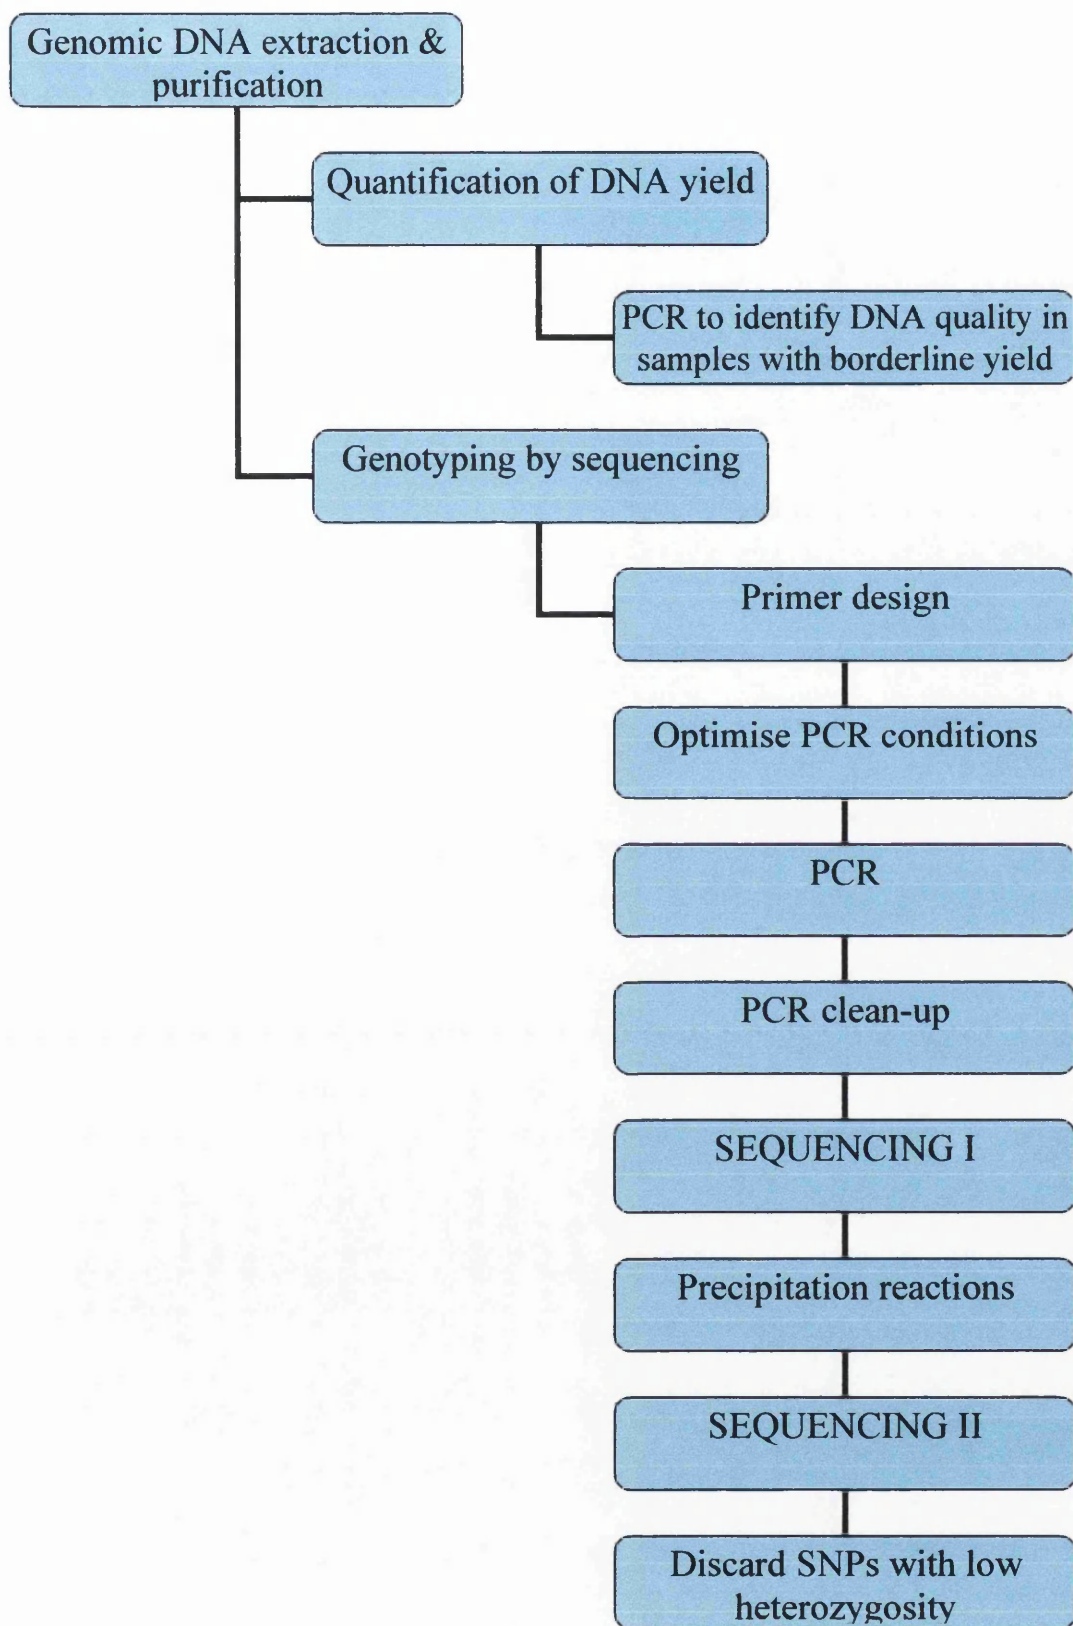 Genomic DNA extraction &
purification
Quantification of DNA yield
PCR to identify DNA quality in
samples with borderline yield
Genotyping by sequencing
Primer design
Optimise PCR conditions
PCR
PCR clean-up
SEQUENCING I
Precipitation reactions
SEQUENCING II
Discard SNPs with low
heterozygosity